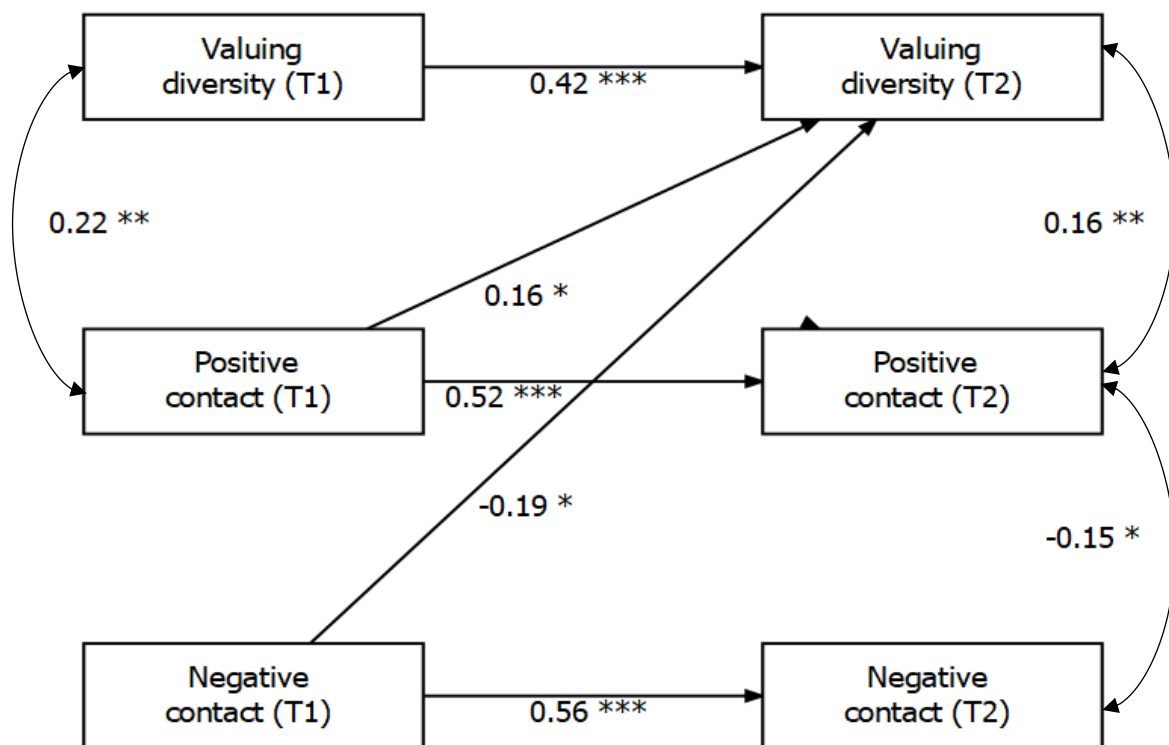 Valuing
diversity (T1)
0.42 ***
Valuing
diversity (T2)
0.22 **
0.16 **
0.16 *
Positive
contact (T1)
0.52 ***
Positive
contact (T2)
-0.19 *
-0.15 *
Negative
contact (T1)
0.56 ***
Negative
contact (T2)